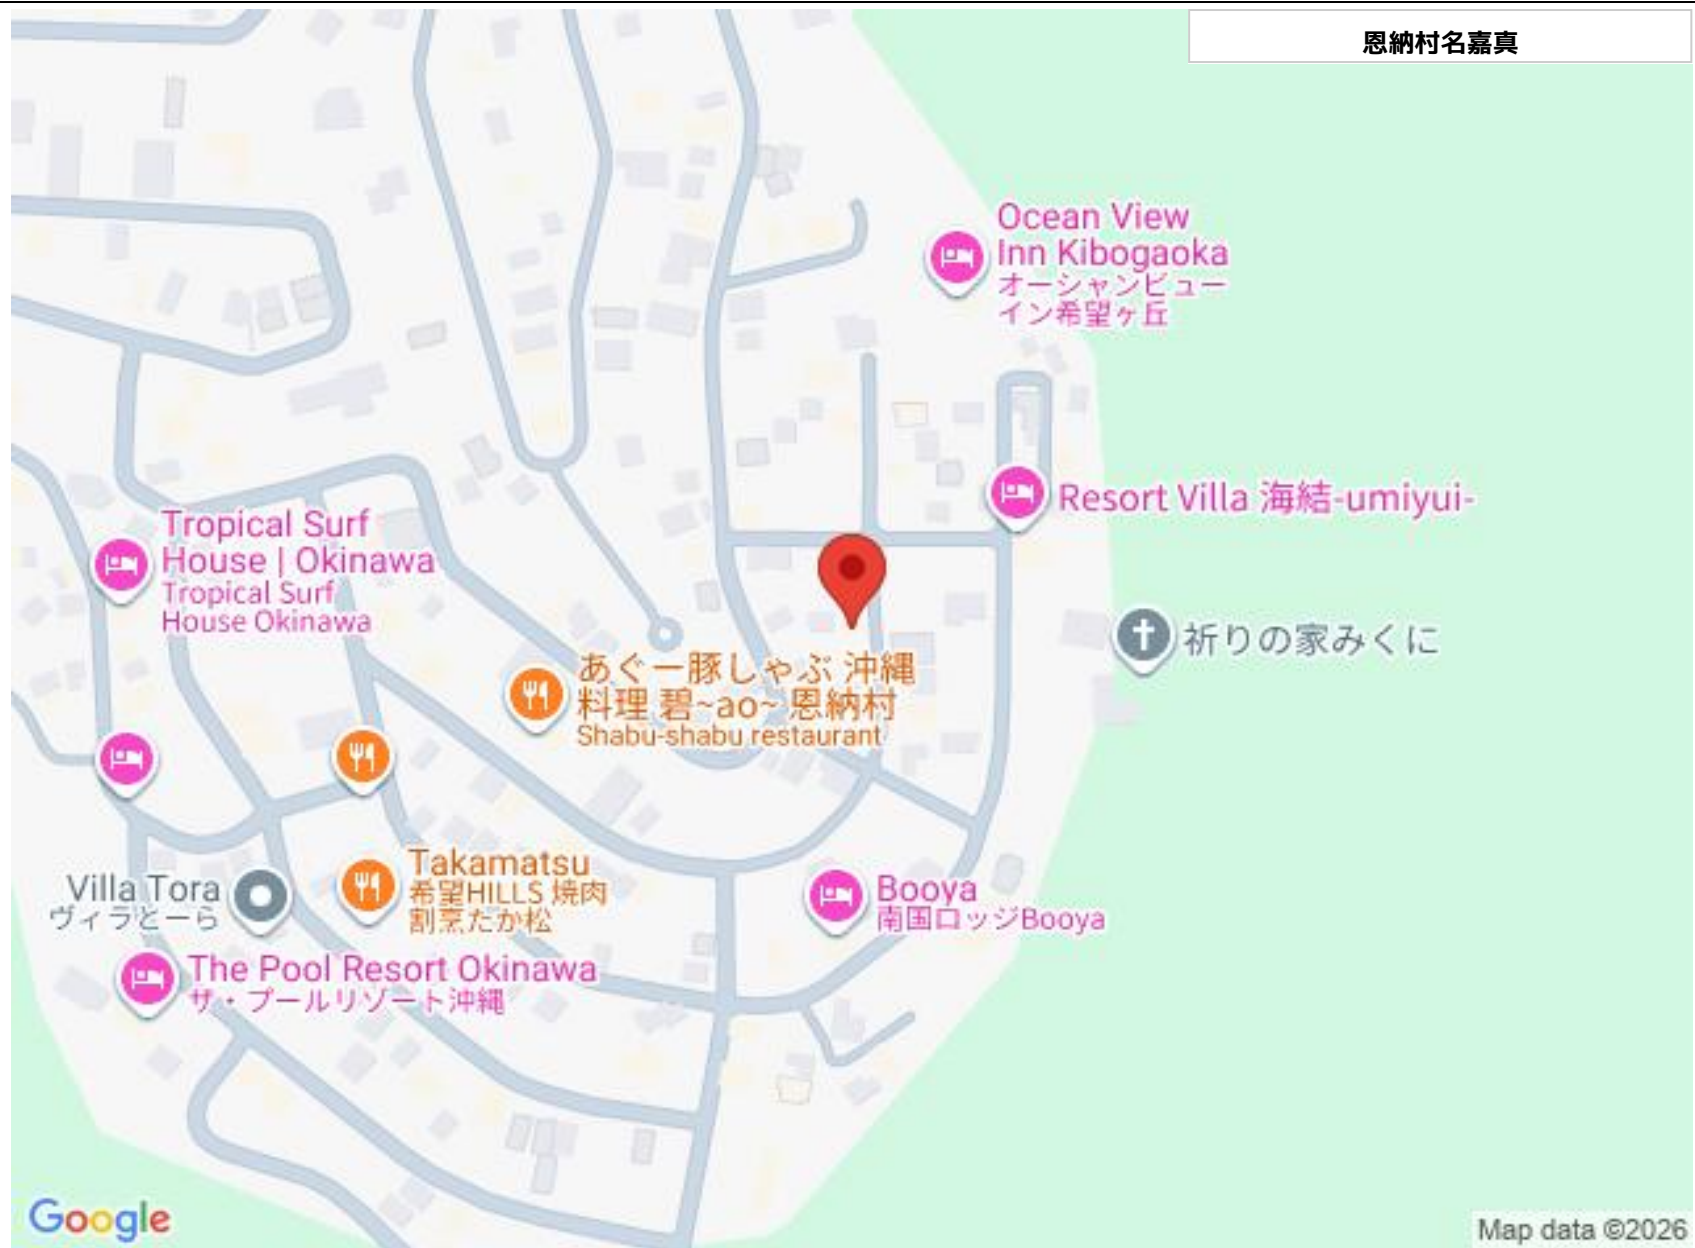 恩納村名嘉真
Ocean View
Inn Kibogaoka
オーシャンビュー
イン希望ヶ丘
Resort Villa 海結-umiyui-
Tropical Surf
House | Okinawa
Tropical Surf
House Okinawa
祈りの家みくに
あぐー豚しゃぶ 沖縄
料理 碧~ao~ 恩納村
Shabu-shabu restaurant
Takamatsu
希望HILLS 焼肉
割烹たか松
Villa Tora
ヴィラとーら
Booya
南国ロッジBooya
The Pool Resort Okinawa
ザ・プールリゾート沖縄
Google
Map data ©2026